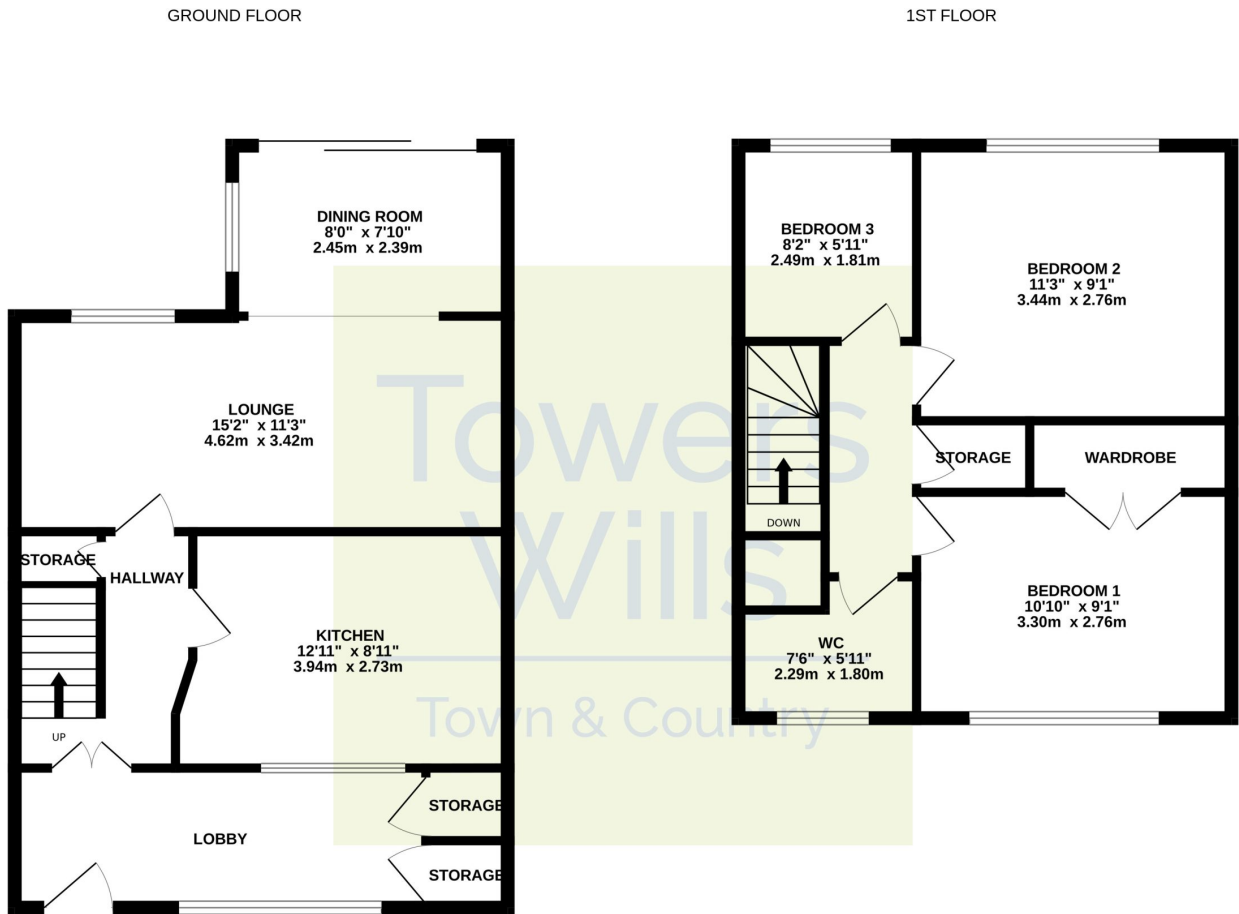 GROUND FLOOR
1ST FLOOR
DINING ROOM
8'0" x 7'10"
2.45m x 2.39m
LOUNGE
15'2" x 11'3"
4.62m x 3.42m
STORAGE
HALLWAY
KITCHEN
12'11" x 8'11"
3.94m x 2.73m
UP
LOBBY
STORAGE
STORAGE
BEDROOM 3
8'2" x 5'11"
2.49m x 1.81m
BEDROOM 2
11'3" x 9'1"
3.44m x 2.76m
STORAGE
WARDROBE
DOWN
BEDROOM 1
10'10" x 9'1"
3.30m x 2.76m
WC
7'6" x 5'11"
2.29m x 1.80m
Towers
Wills
Town & Country